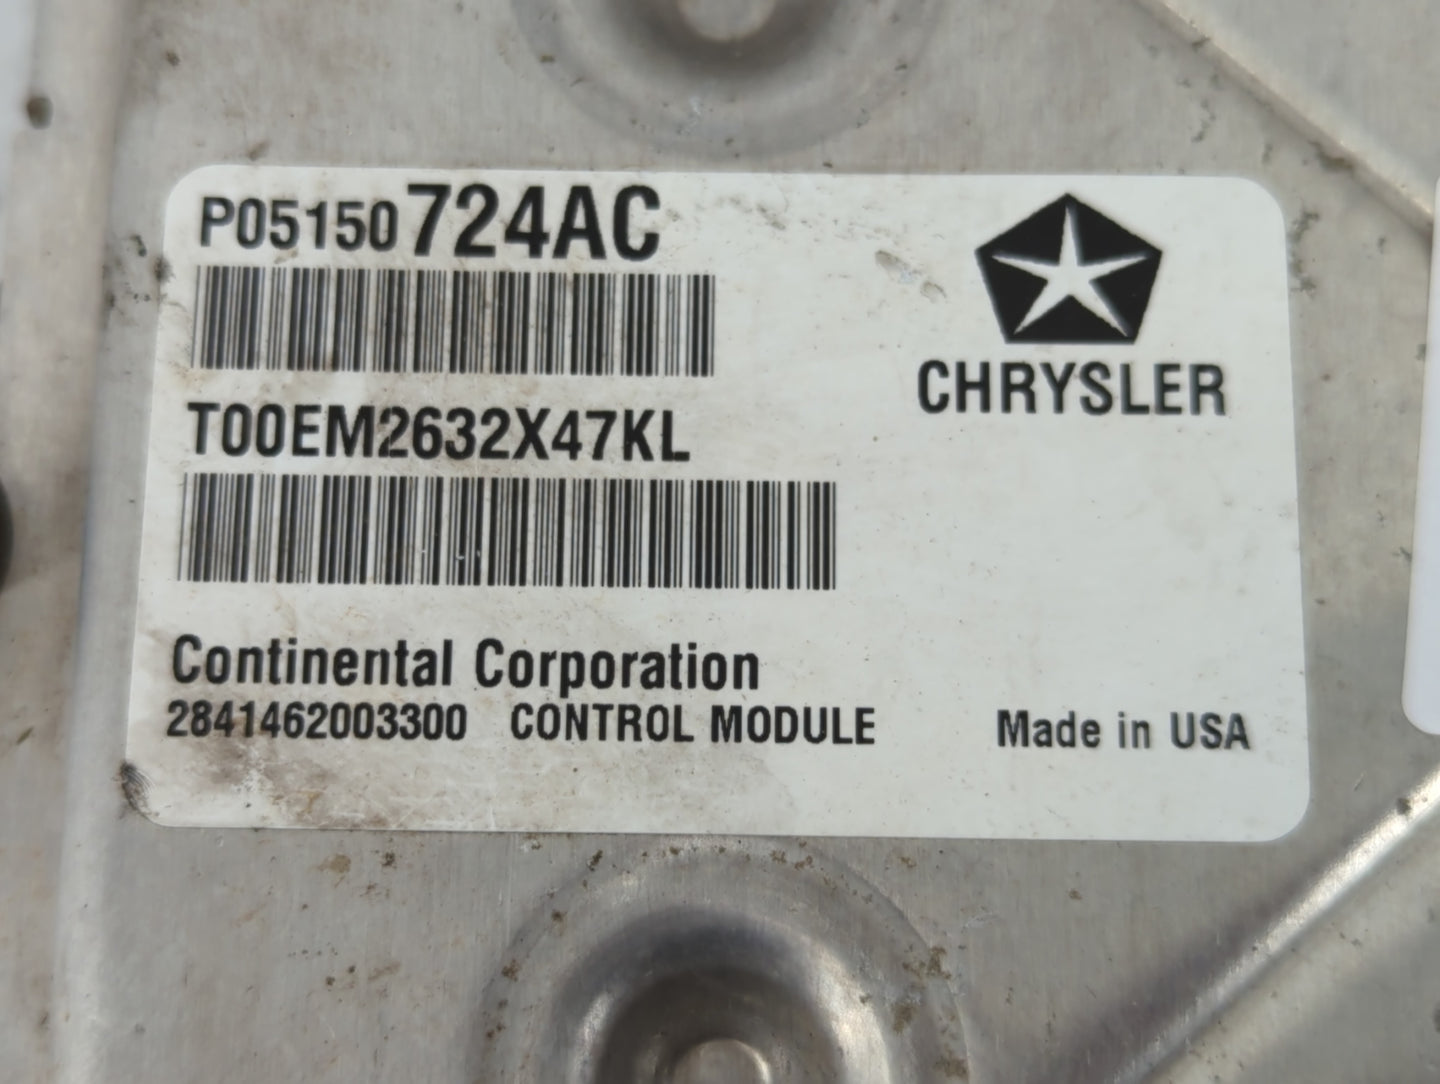 P05150724AC
CHRYSLER
T00EM2632X47KL
Continental Corporation
2841462003300 CONTROL MODULE Made in USA